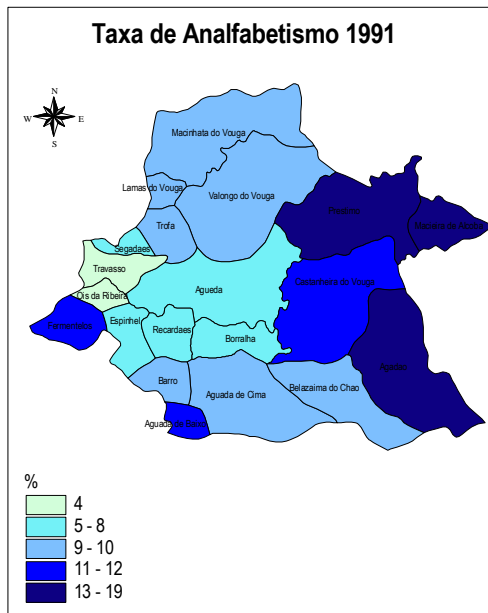 Taxa de Analfabetismo 1991
N
W E
S
Macinhata do Vouga
Lamas do Vouga
Valongo do Vouga
Trofa
Prestimo
Macieira de Alcoba
Segadaes
Travasso
Agueda
Castanheira do Vouga
Ois da Ribeira
Fermentelos
Espinhel
Recardaes
Borralha
Agadao
Barro
Aguada de Cima
Belazaima do Chao
Aguada de Baixo
%
4
5 - 8
9 - 10
11 - 12
13 - 19